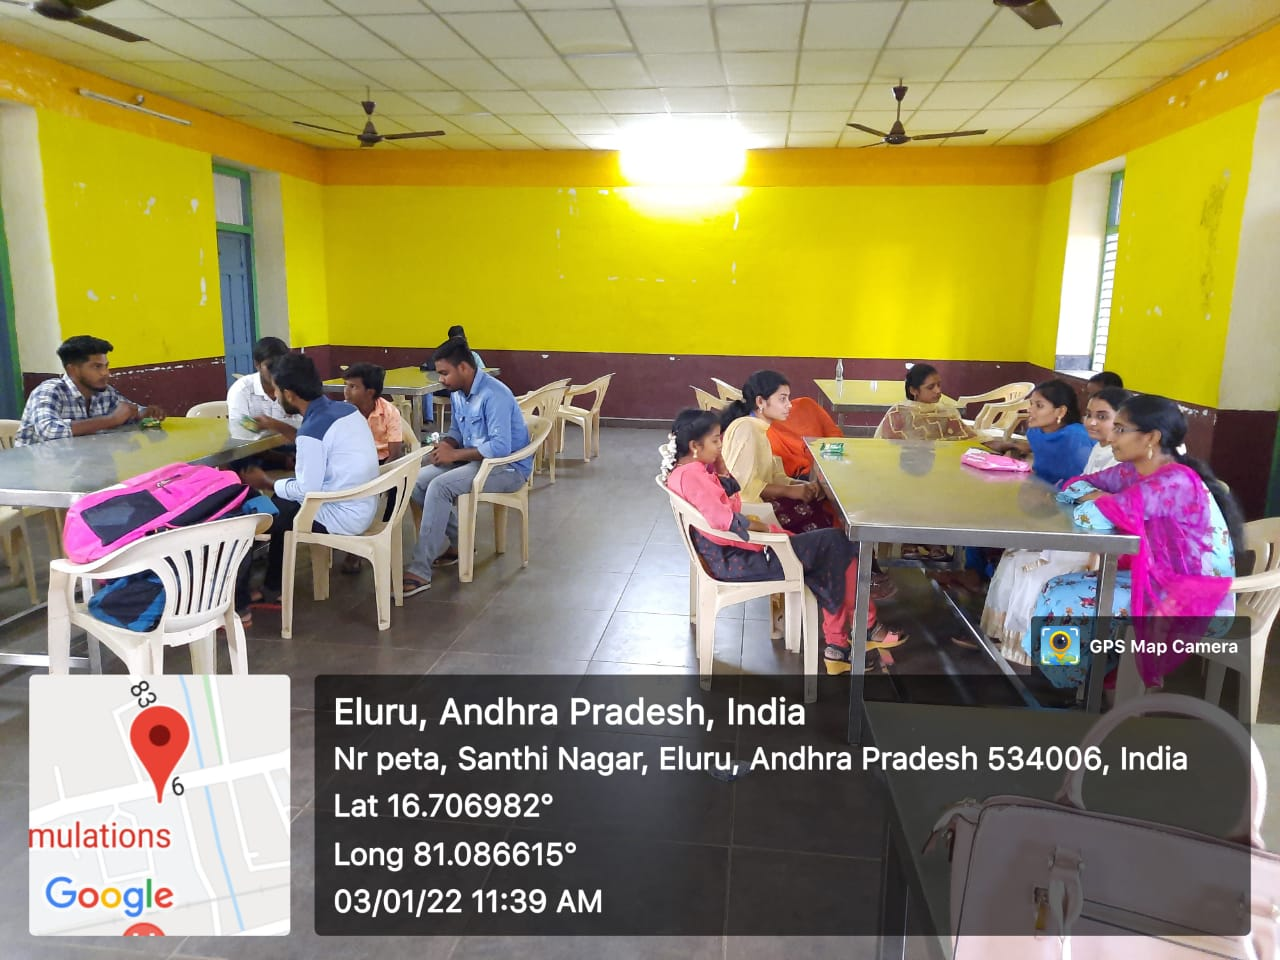 GPS Map Camera
83
6
mulations
Google
Eluru, Andhra Pradesh, India
Nr peta, Santhi Nagar, Eluru, Andhra Pradesh 534006, India
Lat 16.706982°
Long 81.086615°
03/01/22 11:39 AM